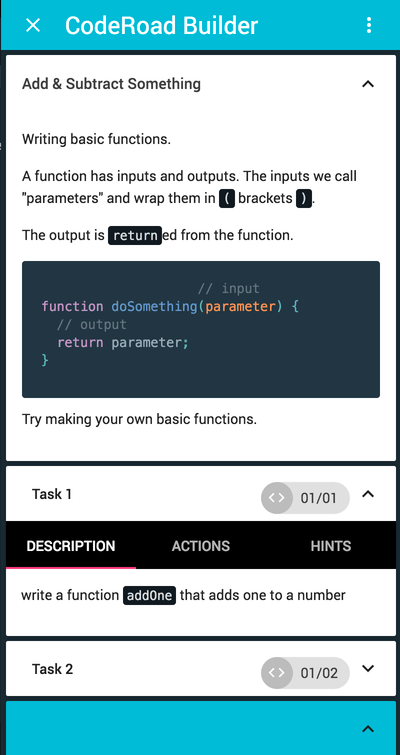 CodeRoad Builder
Add & Subtract Something
Writing basic functions.
A function has inputs and outputs. The inputs we call
"parameters" and wrap them in ( brackets ).
The output is returned from the function.
// input
function doSomething(parameter) {
// output
return parameter;
}
Try making your own basic functions.
Task 1 <> 01/01
DESCRIPTION ACTIONS HINTS
write a function addOne that adds one to a number
Task 2 <> 01/02